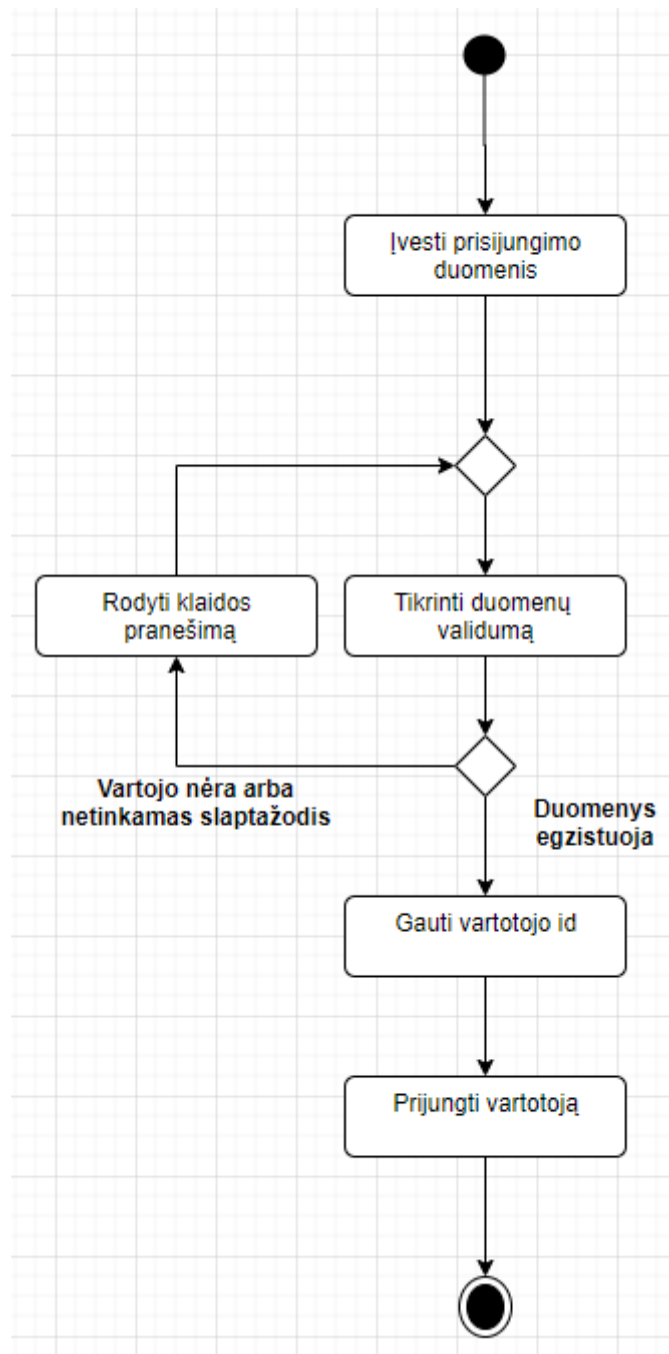 Įvesti prisijungimo
duomenis
Rodyti klaidos
pranešimą
Tikrinti duomenų
validumą
Vartojo nėra arba
netinkamas slaptažodis
Duomenys
egzistuoja
Gauti vartotojo id
Prijungti vartotoją